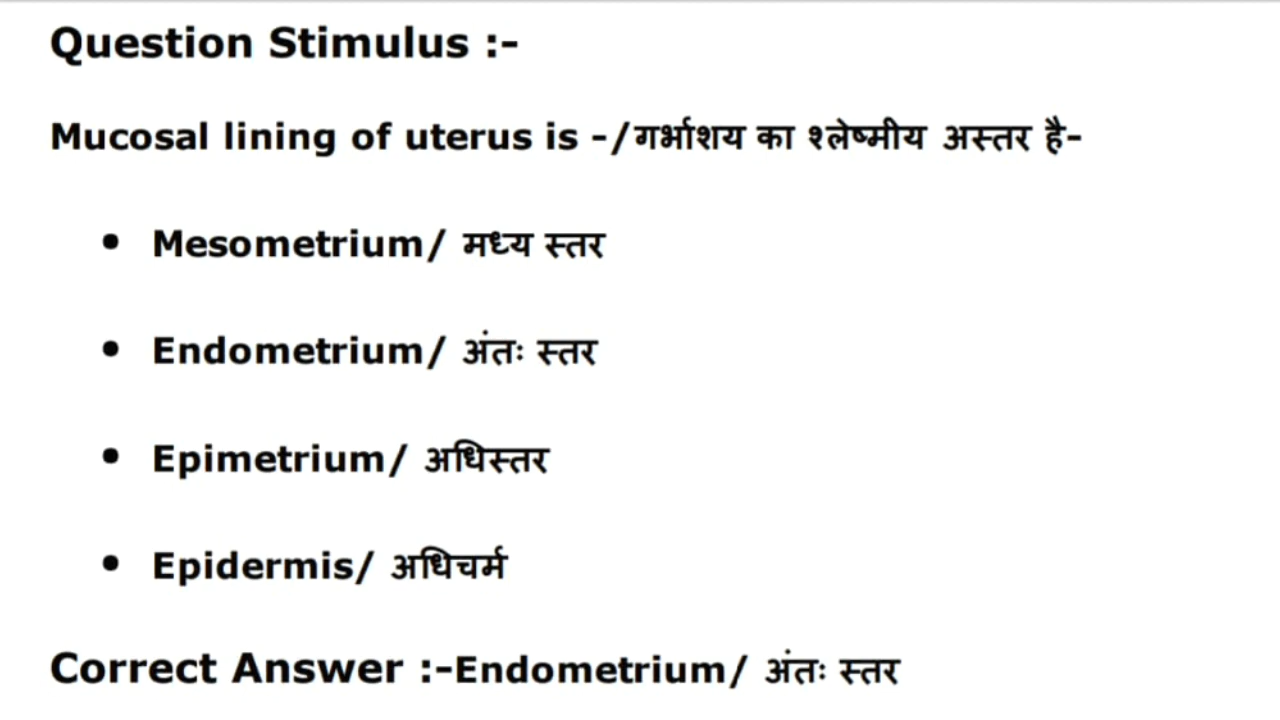 Question Stimulus :-
Mucosal lining of uterus is -/गर्भाशय का श्लेष्मीय अस्तर है-
• Mesometrium/ मध्य स्तर
• Endometrium/ अंतः स्तर
• Epimetrium/ अधिस्तर
• Epidermis/ अधिचर्म
Correct Answer :-Endometrium/ अंतः स्तर